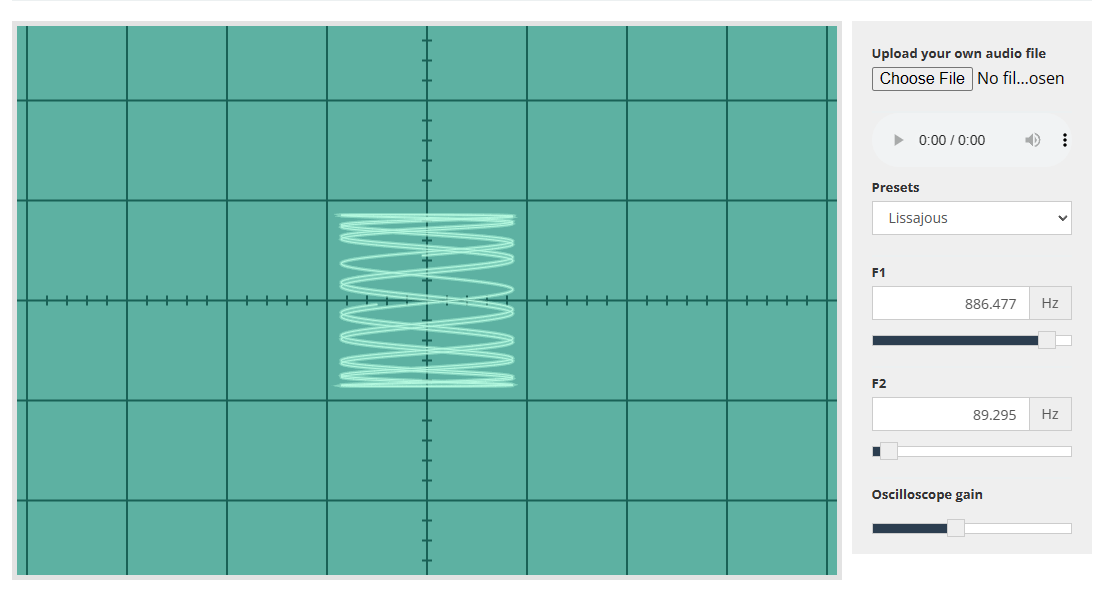 Upload your own audio file
Choose File No fil...osen
0:00 / 0:00
Presets
Lissajous
F1
886.477 Hz
F2
89.295 Hz
Oscilloscope gain